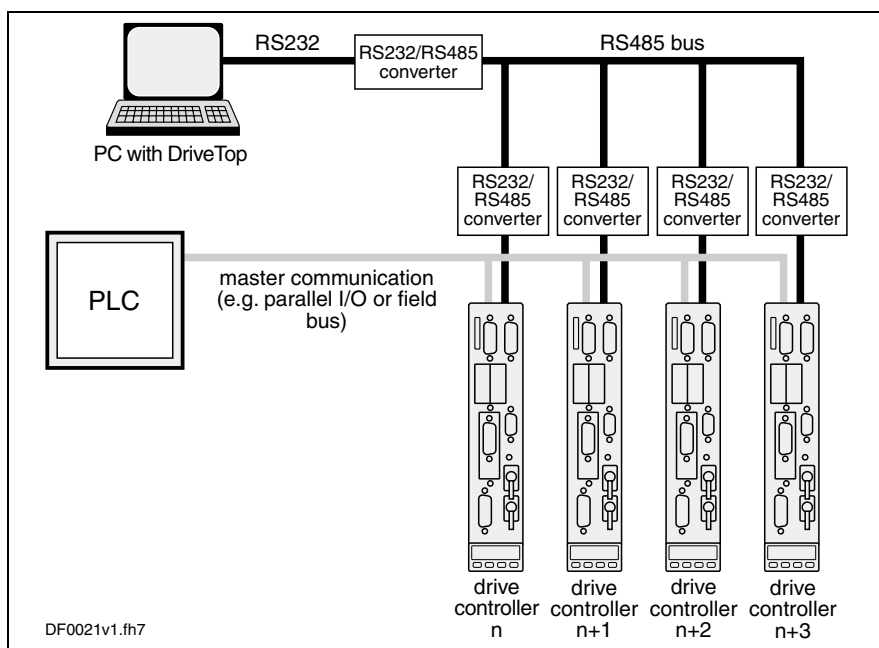 RS232
RS232/RS485
converter
RS485 bus
PC with DriveTop
RS232/
RS485
converter
RS232/
RS485
converter
RS232/
RS485
converter
RS232/
RS485
converter
PLC
master communication
(e.g. parallel I/O or field
bus)
drive
controller
n
drive
controller
n+1
drive
controller
n+2
drive
controller
n+3
DF0021v1.fh7